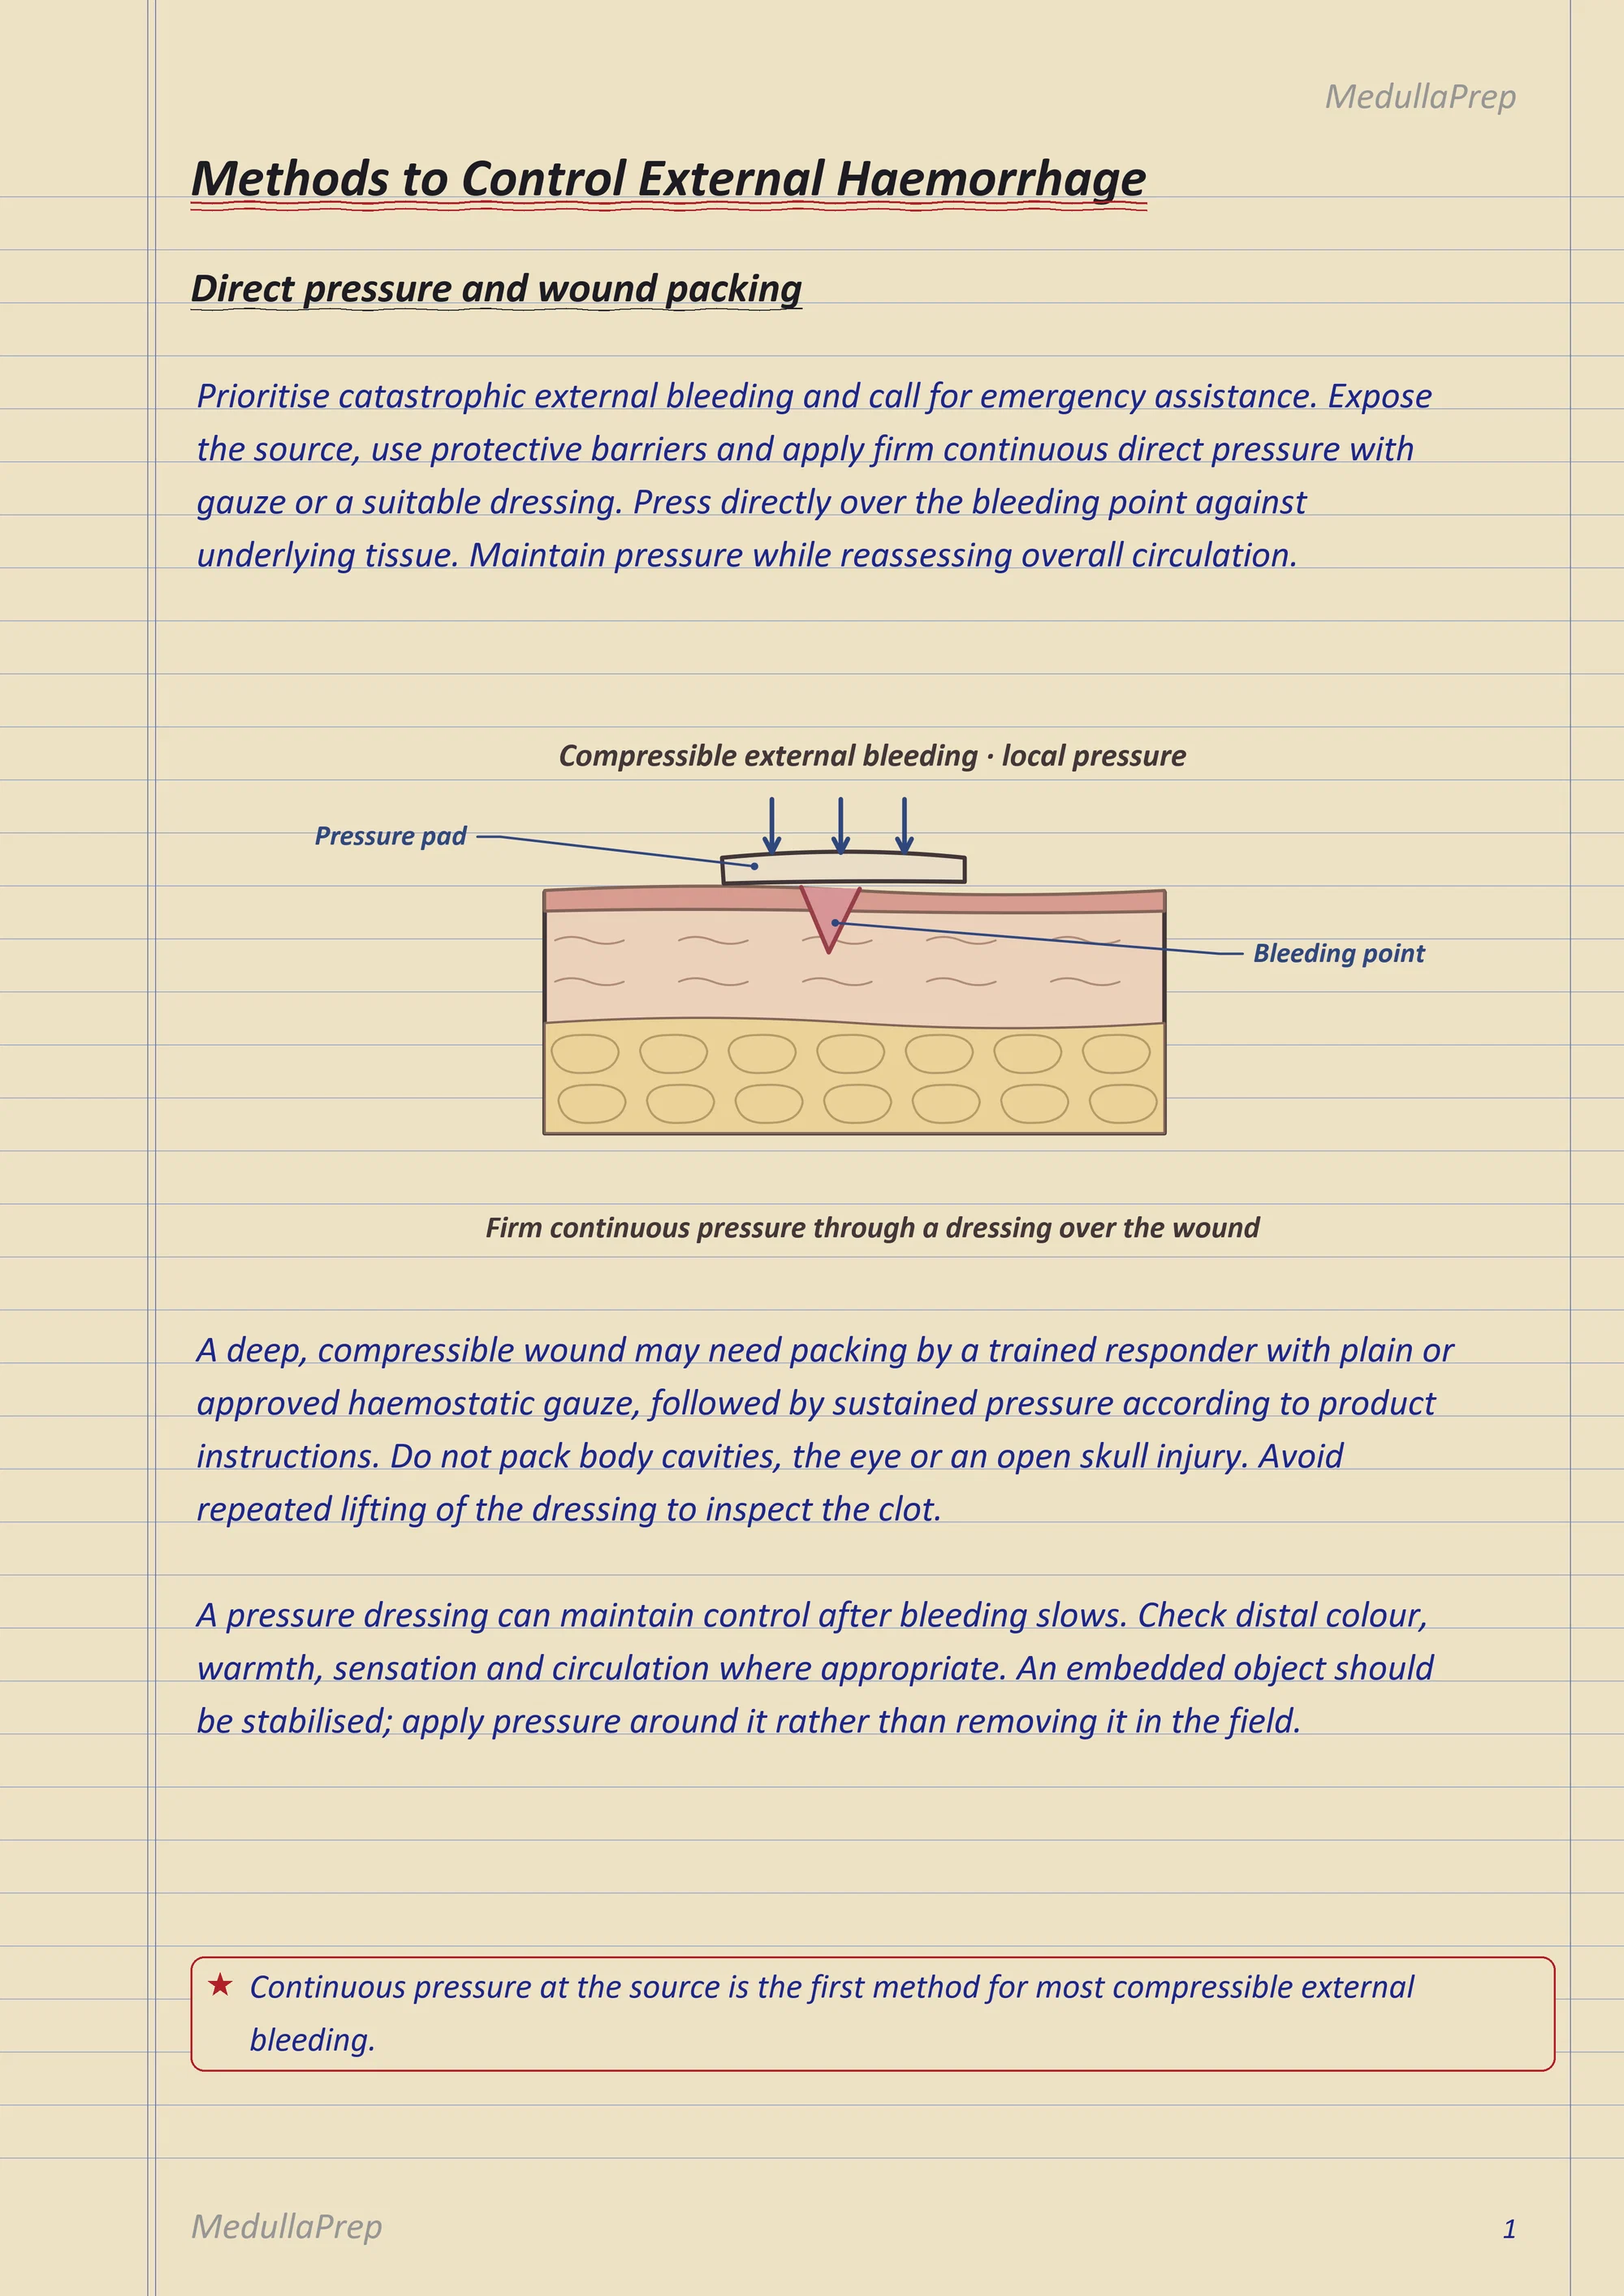 MedullaPrep
Methods to Control External Haemorrhage
Direct pressure and wound packing
Prioritise catastrophic external bleeding and call for emergency assistance. Expose
the source, use protective barriers and apply firm continuous direct pressure with
gauze or a suitable dressing. Press directly over the bleeding point against
underlying tissue. Maintain pressure while reassessing overall circulation.
Compressible external bleeding · local pressure
Pressure pad
Bleeding point
Firm continuous pressure through a dressing over the wound
A deep, compressible wound may need packing by a trained responder with plain or
approved haemostatic gauze, followed by sustained pressure according to product
instructions. Do not pack body cavities, the eye or an open skull injury. Avoid
repeated lifting of the dressing to inspect the clot.
A pressure dressing can maintain control after bleeding slows. Check distal colour,
warmth, sensation and circulation where appropriate. An embedded object should
be stabilised; apply pressure around it rather than removing it in the field.
★ Continuous pressure at the source is the first method for most compressible external
bleeding.
MedullaPrep
1